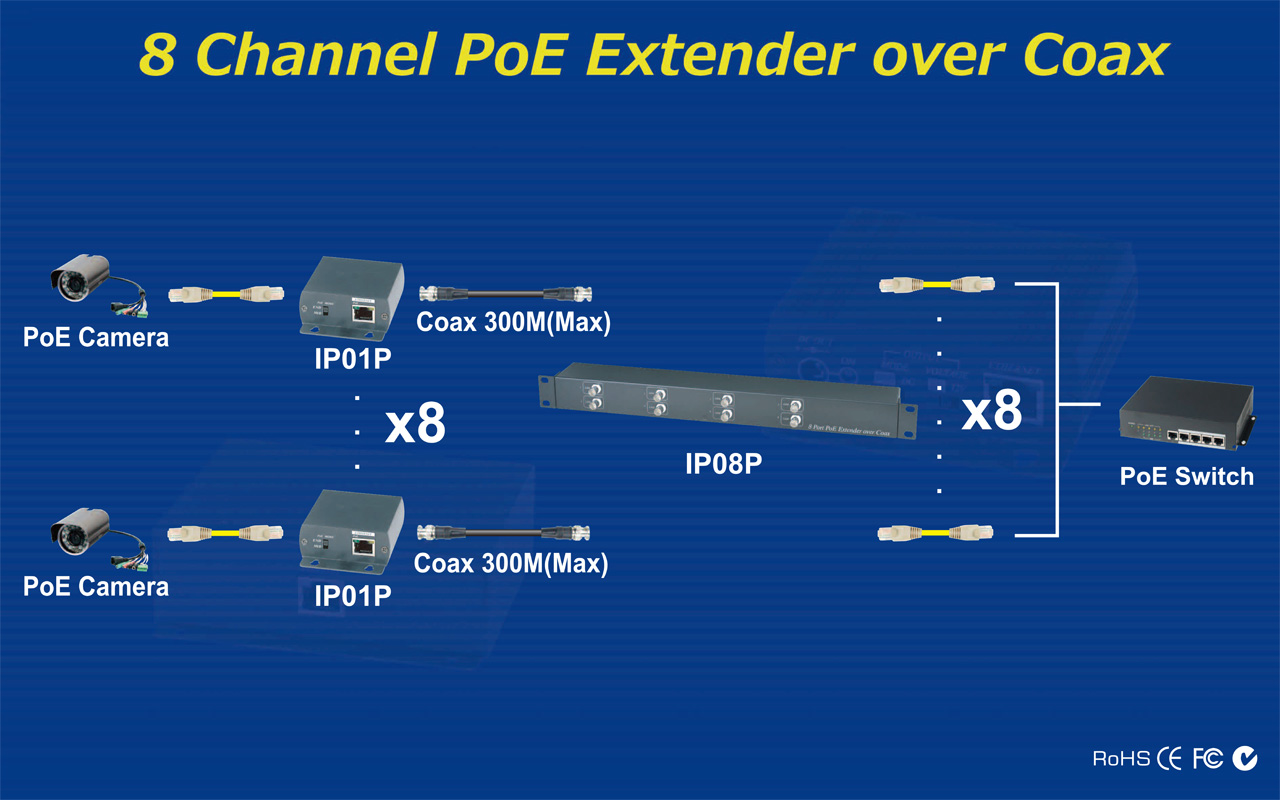 8 Channel PoE Extender over Coax
PoE Camera
IP01P
Coax 300M(Max)
x8
8 Port PoE Extender over Coax
IP08P
x8
PoE Switch
PoE Camera
IP01P
Coax 300M(Max)
RoHS CE FC